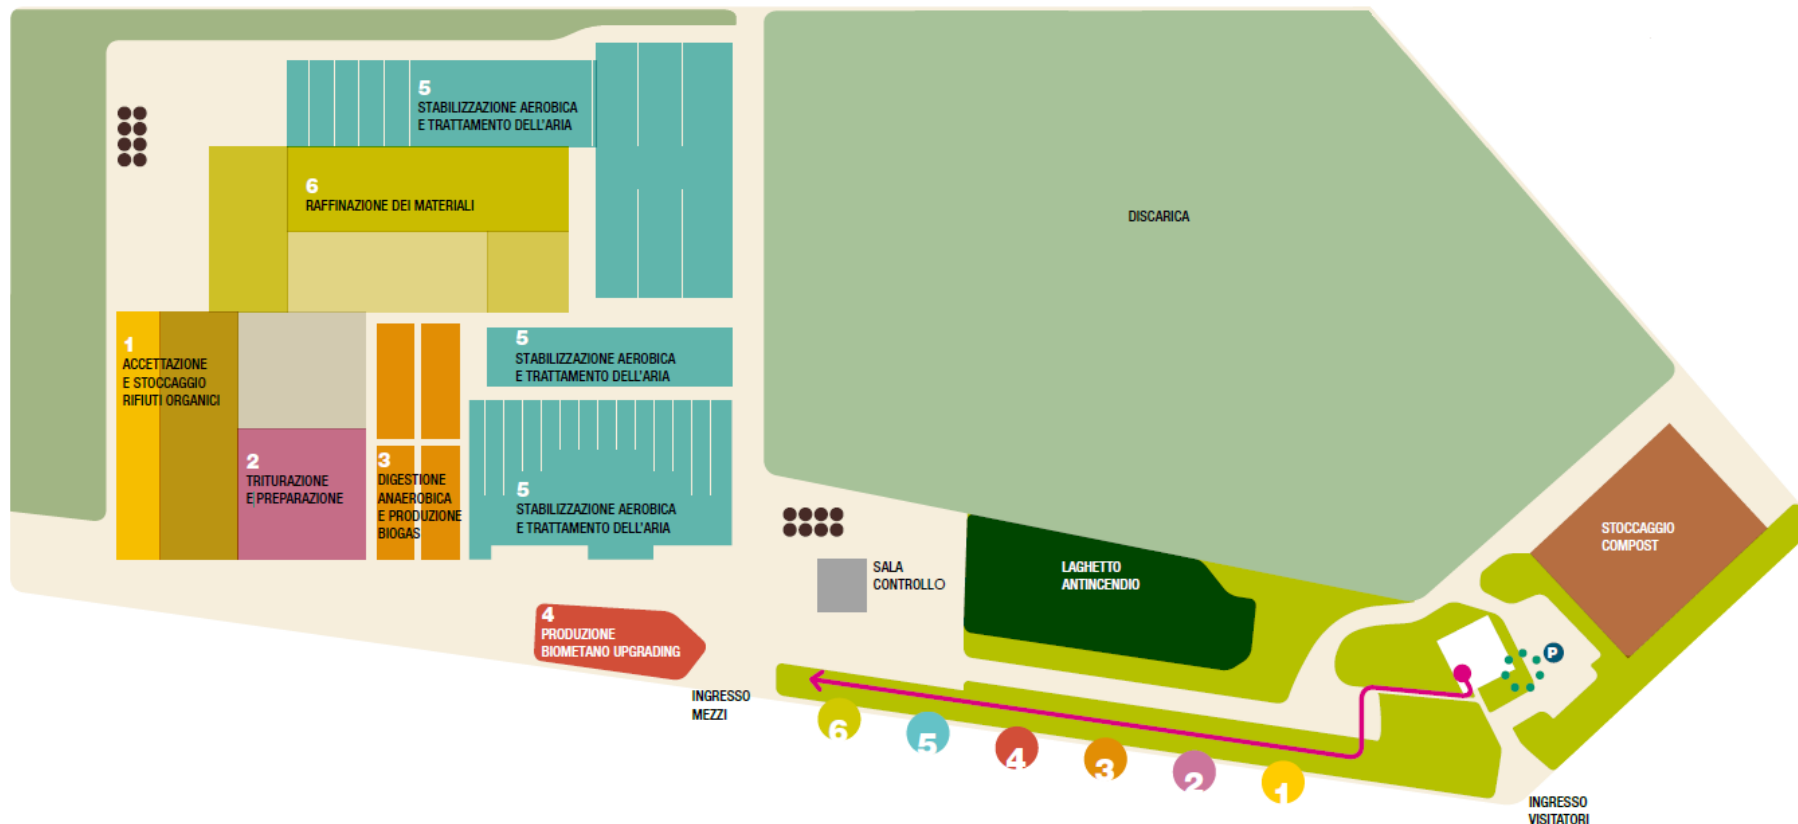 5
STABILIZZAZIONE AEROBICA
E TRATTAMENTO DELL'ARIA
6
RAFFINAZIONE DEI MATERIALI
DISCARICA
1
ACCETTAZIONE
E STOCCAGGIO
RIFIUTI ORGANICI
5
STABILIZZAZIONE AEROBICA
E TRATTAMENTO DELL'ARIA
2
TRITURAZIONE
E PREPARAZIONE
3
DIGESTIONE
ANAEROBICA
E PRODUZIONE
BIOGAS
5
STABILIZZAZIONE AEROBICA
E TRATTAMENTO DELL'ARIA
STOCCAGGIO
COMPOST
SALA
CONTROLLO
LAGHETTO
ANTINCENDIO
4
PRODUZIONE
BIOMETANO UPGRADING
P
INGRESSO
MEZZI
6
5
4
3
2
1
INGRESSO
VISITATORI